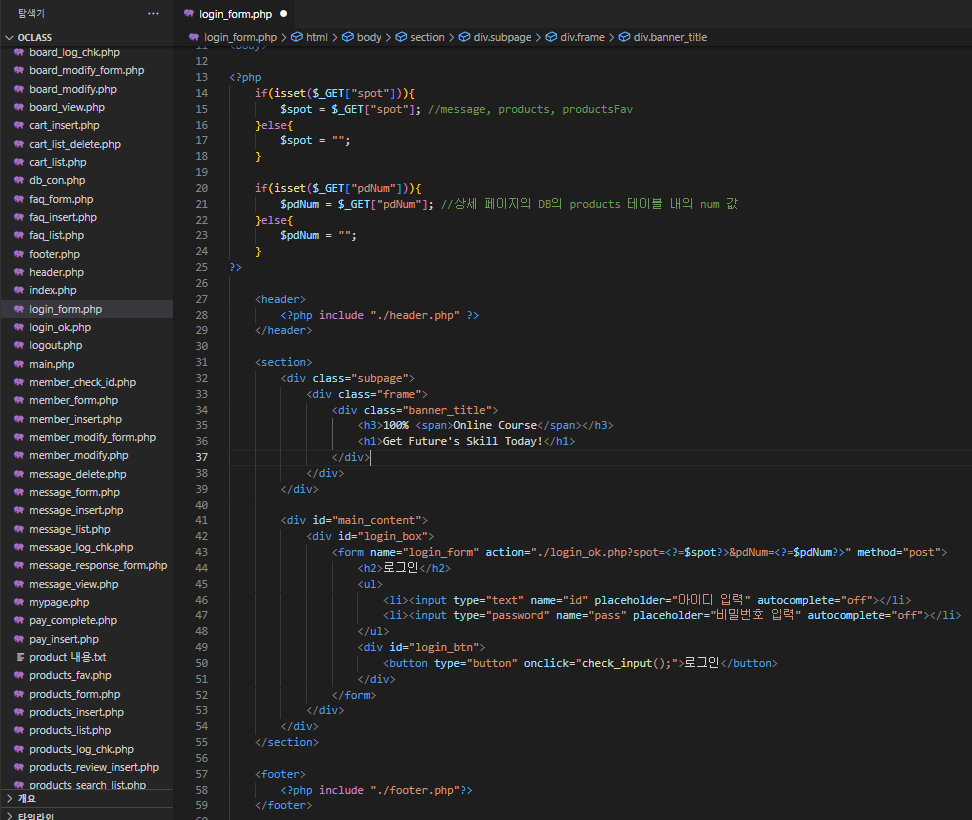 탐색기 ···
OCLASS
board_log_chk.php
board_modify_form.php
board_modify.php
board_view.php
cart_insert.php
cart_list_delete.php
cart_list.php
db_con.php
faq_form.php
faq_insert.php
faq_list.php
footer.php
header.php
index.php
login_form.php
login_ok.php
logout.php
main.php
member_check_id.php
member_form.php
member_insert.php
member_modify_form.php
member_modify.php
message_delete.php
message_form.php
message_insert.php
message_list.php
message_log_chk.php
message_response_form.php
message_view.php
mypage.php
pay_complete.php
pay_insert.php
product 내용.txt
products_fav.php
products_form.php
products_insert.php
products_list.php
products_log_chk.php
products_review_insert.php
products_search_list.php
개요
타임라인
login_form.php ●
login_form.php > html > body > section > div.subpage > div.frame > div.banner_title
11 <body>
12
13 <?php
14 if(isset($_GET["spot"])){
15 $spot = $_GET["spot"]; //message, products, productsFav
16 }else{
17 $spot = "";
18 }
19
20 if(isset($_GET["pdNum"])){
21 $pdNum = $_GET["pdNum"]; //상세 페이지의 DB의 products 테이블 내의 num 값
22 }else{
23 $pdNum = "";
24 }
25 ?>
26
27 <header>
28 <?php include "./header.php" ?>
29 </header>
30
31 <section>
32 <div class="subpage">
33 <div class="frame">
34 <div class="banner_title">
35 <h3>100% <span>Online Course</span></h3>
36 <h1>Get Future's Skill Today!</h1>
37 </div>
38 </div>
39 </div>
40
41 <div id="main_content">
42 <div id="login_box">
43 <form name="login_form" action="./login_ok.php?spot=<?=$spot?>&pdNum=<?=$pdNum?>" method="post">
44 <h2>로그인</h2>
45 <ul>
46 <li><input type="text" name="id" placeholder="아이디 입력" autocomplete="off"></li>
47 <li><input type="password" name="pass" placeholder="비밀번호 입력" autocomplete="off"></li>
48 </ul>
49 <div id="login_btn">
50 <button type="button" onclick="check_input();">로그인</button>
51 </div>
52 </form>
53 </div>
54 </div>
55 </section>
56
57 <footer>
58 <?php include "./footer.php"?>
59 </footer>
60